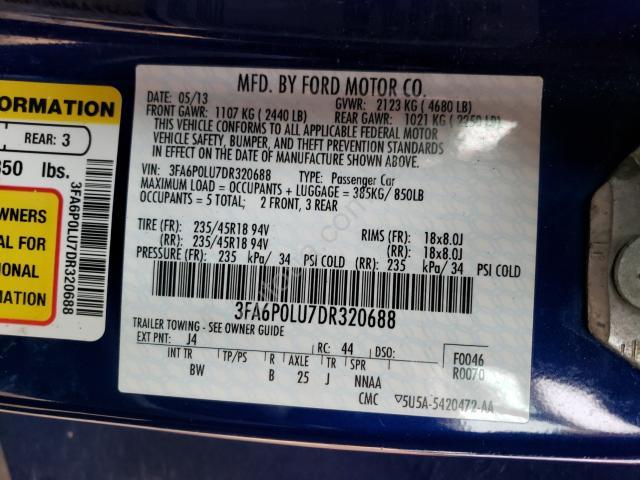 ORMATION
REAR: 3
350 lbs.
WNERS
AL FOR
IONAL
MATION
3FA6P0LU7DR320688
MFD. BY FORD MOTOR CO.
DATE: 05/13 GVWR: 2123 KG (4680 LB)
FRONT GAWR: 1107 KG (2440 LB) REAR GAWR: 1021 KG (2250 LB)
THIS VEHICLE CONFORMS TO ALL APPLICABLE FEDERAL MOTOR
VEHICLE SAFETY, BUMPER, AND THEFT PREVENTION STANDARDS
IN EFFECT ON THE DATE OF MANUFACTURE SHOWN ABOVE.
VIN: 3FA6P0LU7DR320688 TYPE: Passenger Car
MAXIMUM LOAD = OCCUPANTS + LUGGAGE = 385KG/850LB
OCCUPANTS = 5 TOTAL; 2 FRONT, 3 REAR
TIRE (FR): 235/45R18 94V RIMS (FR): 18x8.0J
(RR): 235/45R18 94V (RR): 18x8.0J
PRESSURE (FR): 235 kPa/ 34 PSI COLD (RR): 235 kPa/ 34 PSI COLD
3FA6P0LU7DR320688
TRAILER TOWING - SEE OWNER GUIDE
EXT PNT: J4 RC: 44 DSO: F0046
INT TR TP/PS R AXLE TR SPR R0070
BW B 25 J NNAA
CMC ▽5U5A-5420472-AA